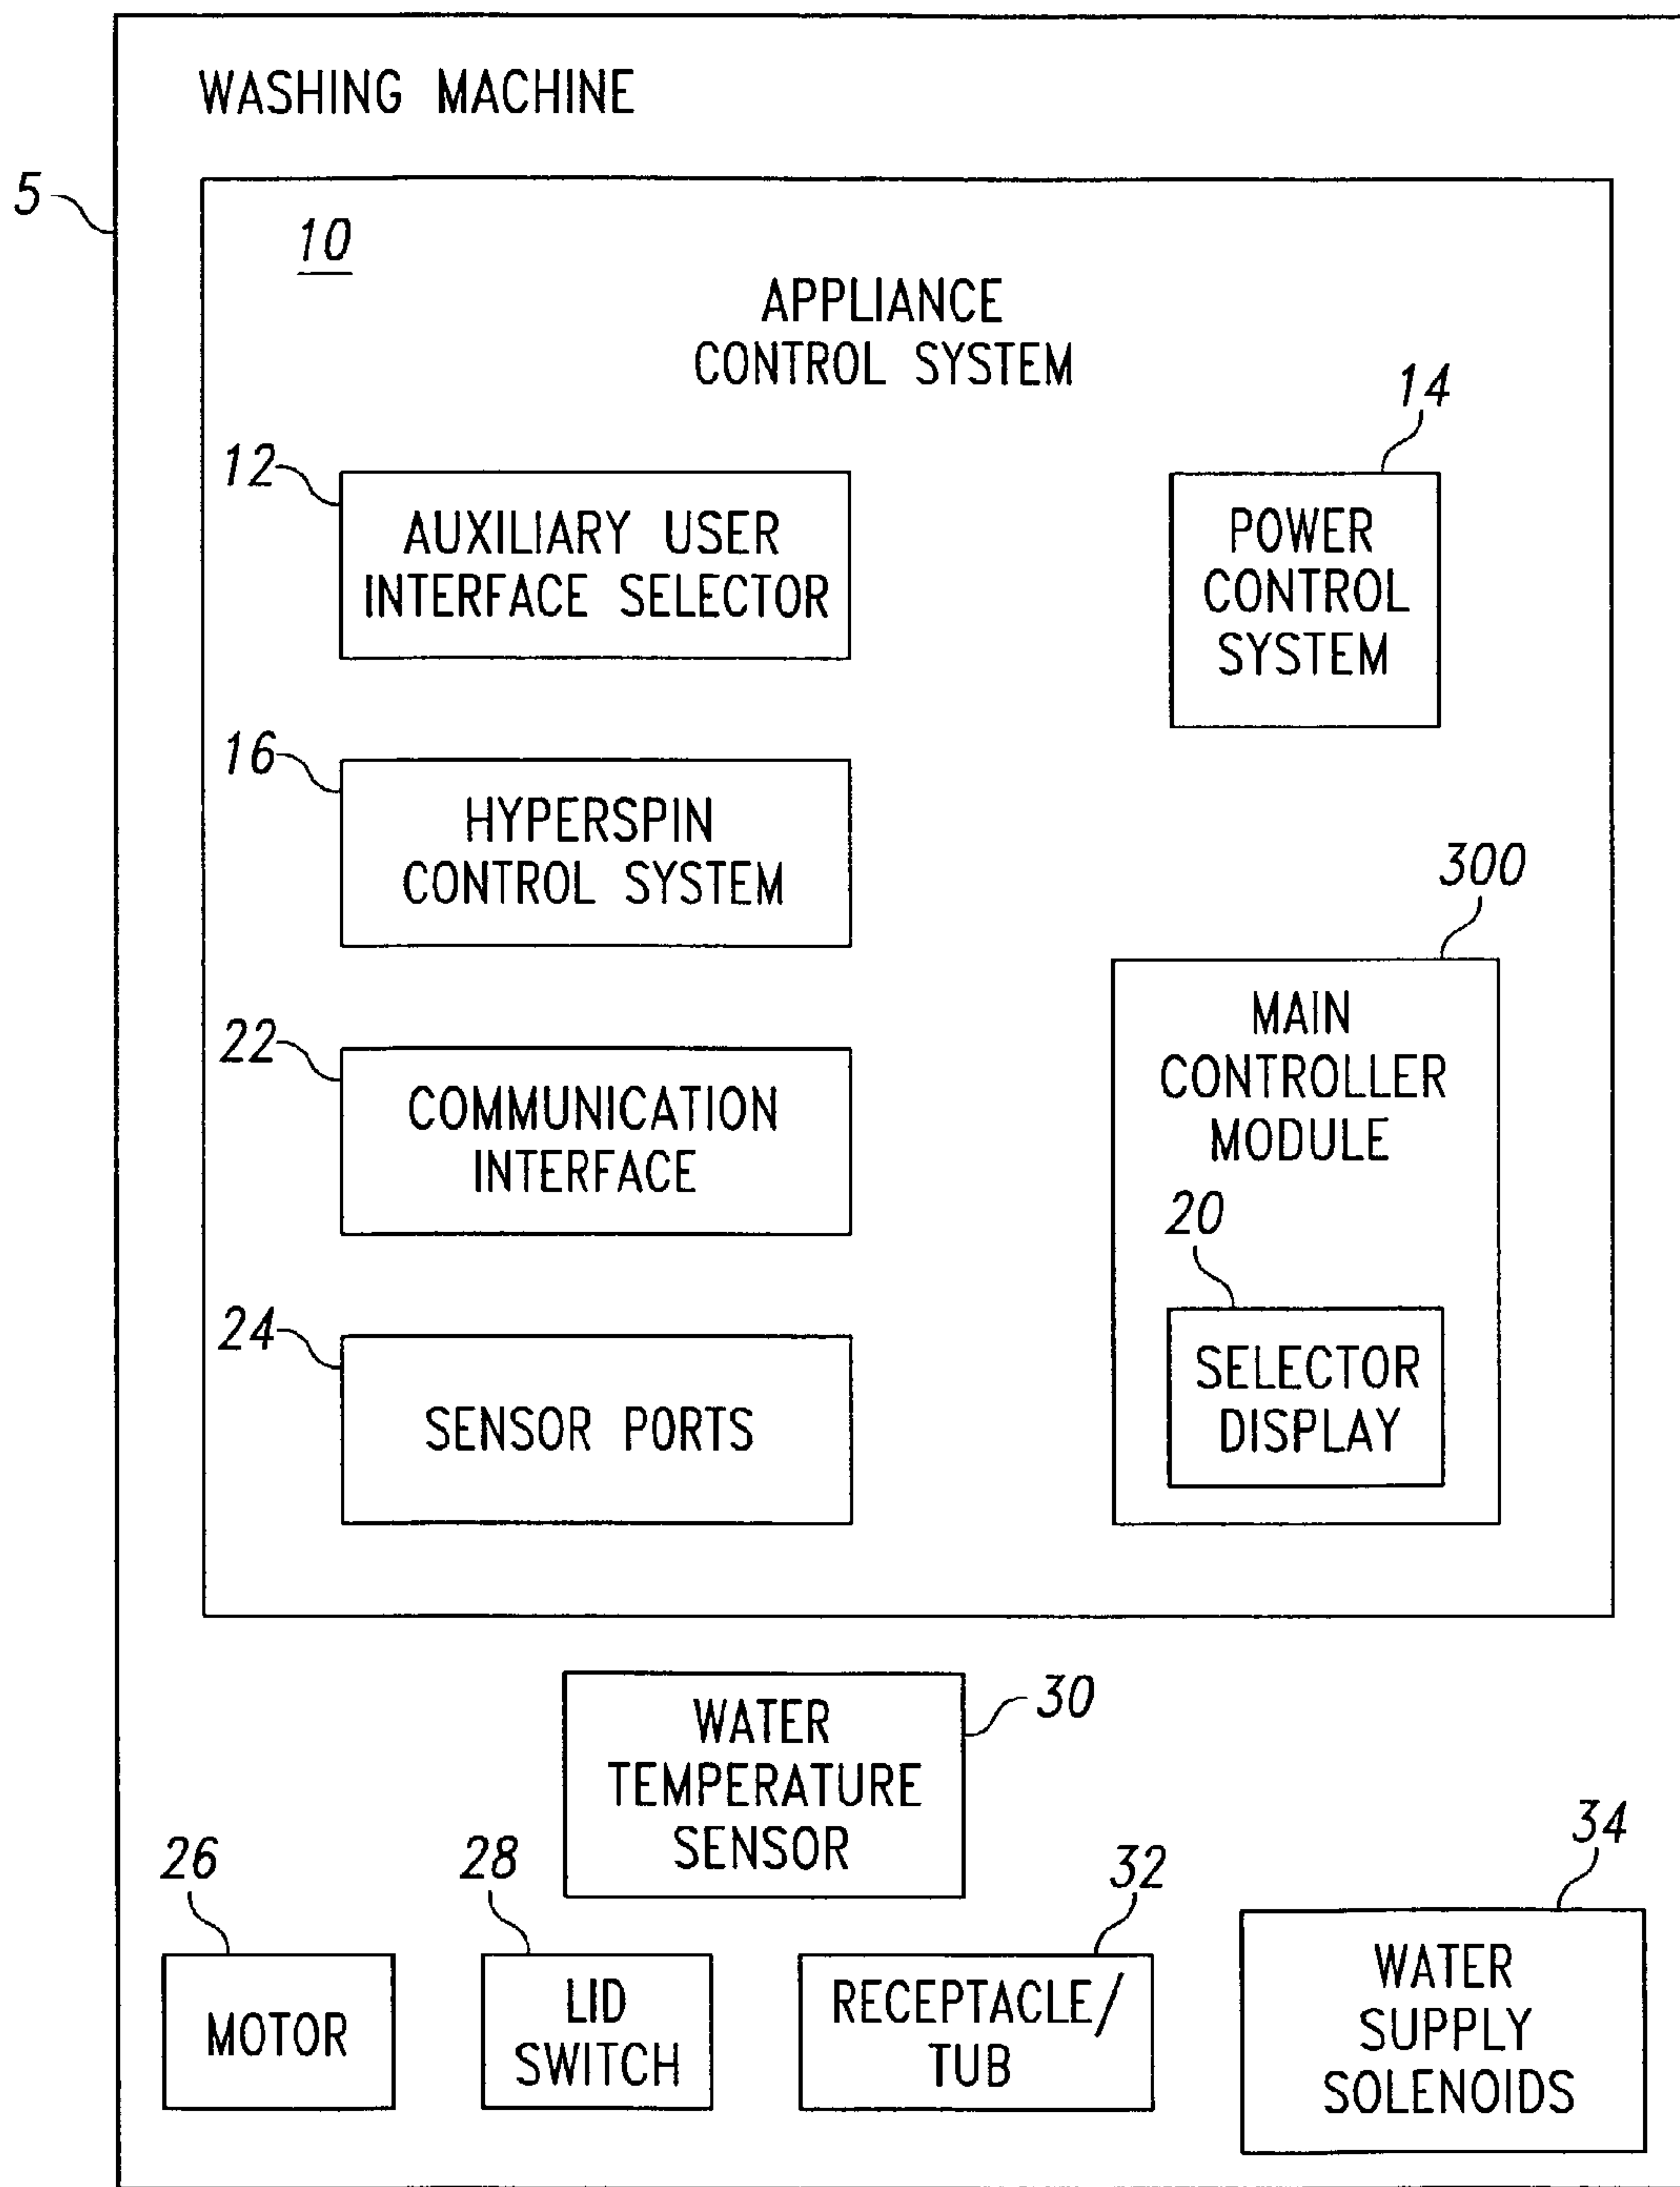 WASHING MACHINE
5
10
APPLIANCE
CONTROL SYSTEM
12
AUXILIARY USER
INTERFACE SELECTOR
14
POWER
CONTROL
SYSTEM
16
HYPERSPIN
CONTROL SYSTEM
300
MAIN
CONTROLLER
MODULE
22
COMMUNICATION
INTERFACE
20
SELECTOR
DISPLAY
24
SENSOR PORTS
30
WATER
TEMPERATURE
SENSOR
26
MOTOR
28
LID
SWITCH
32
RECEPTACLE/
TUB
34
WATER
SUPPLY
SOLENOIDS